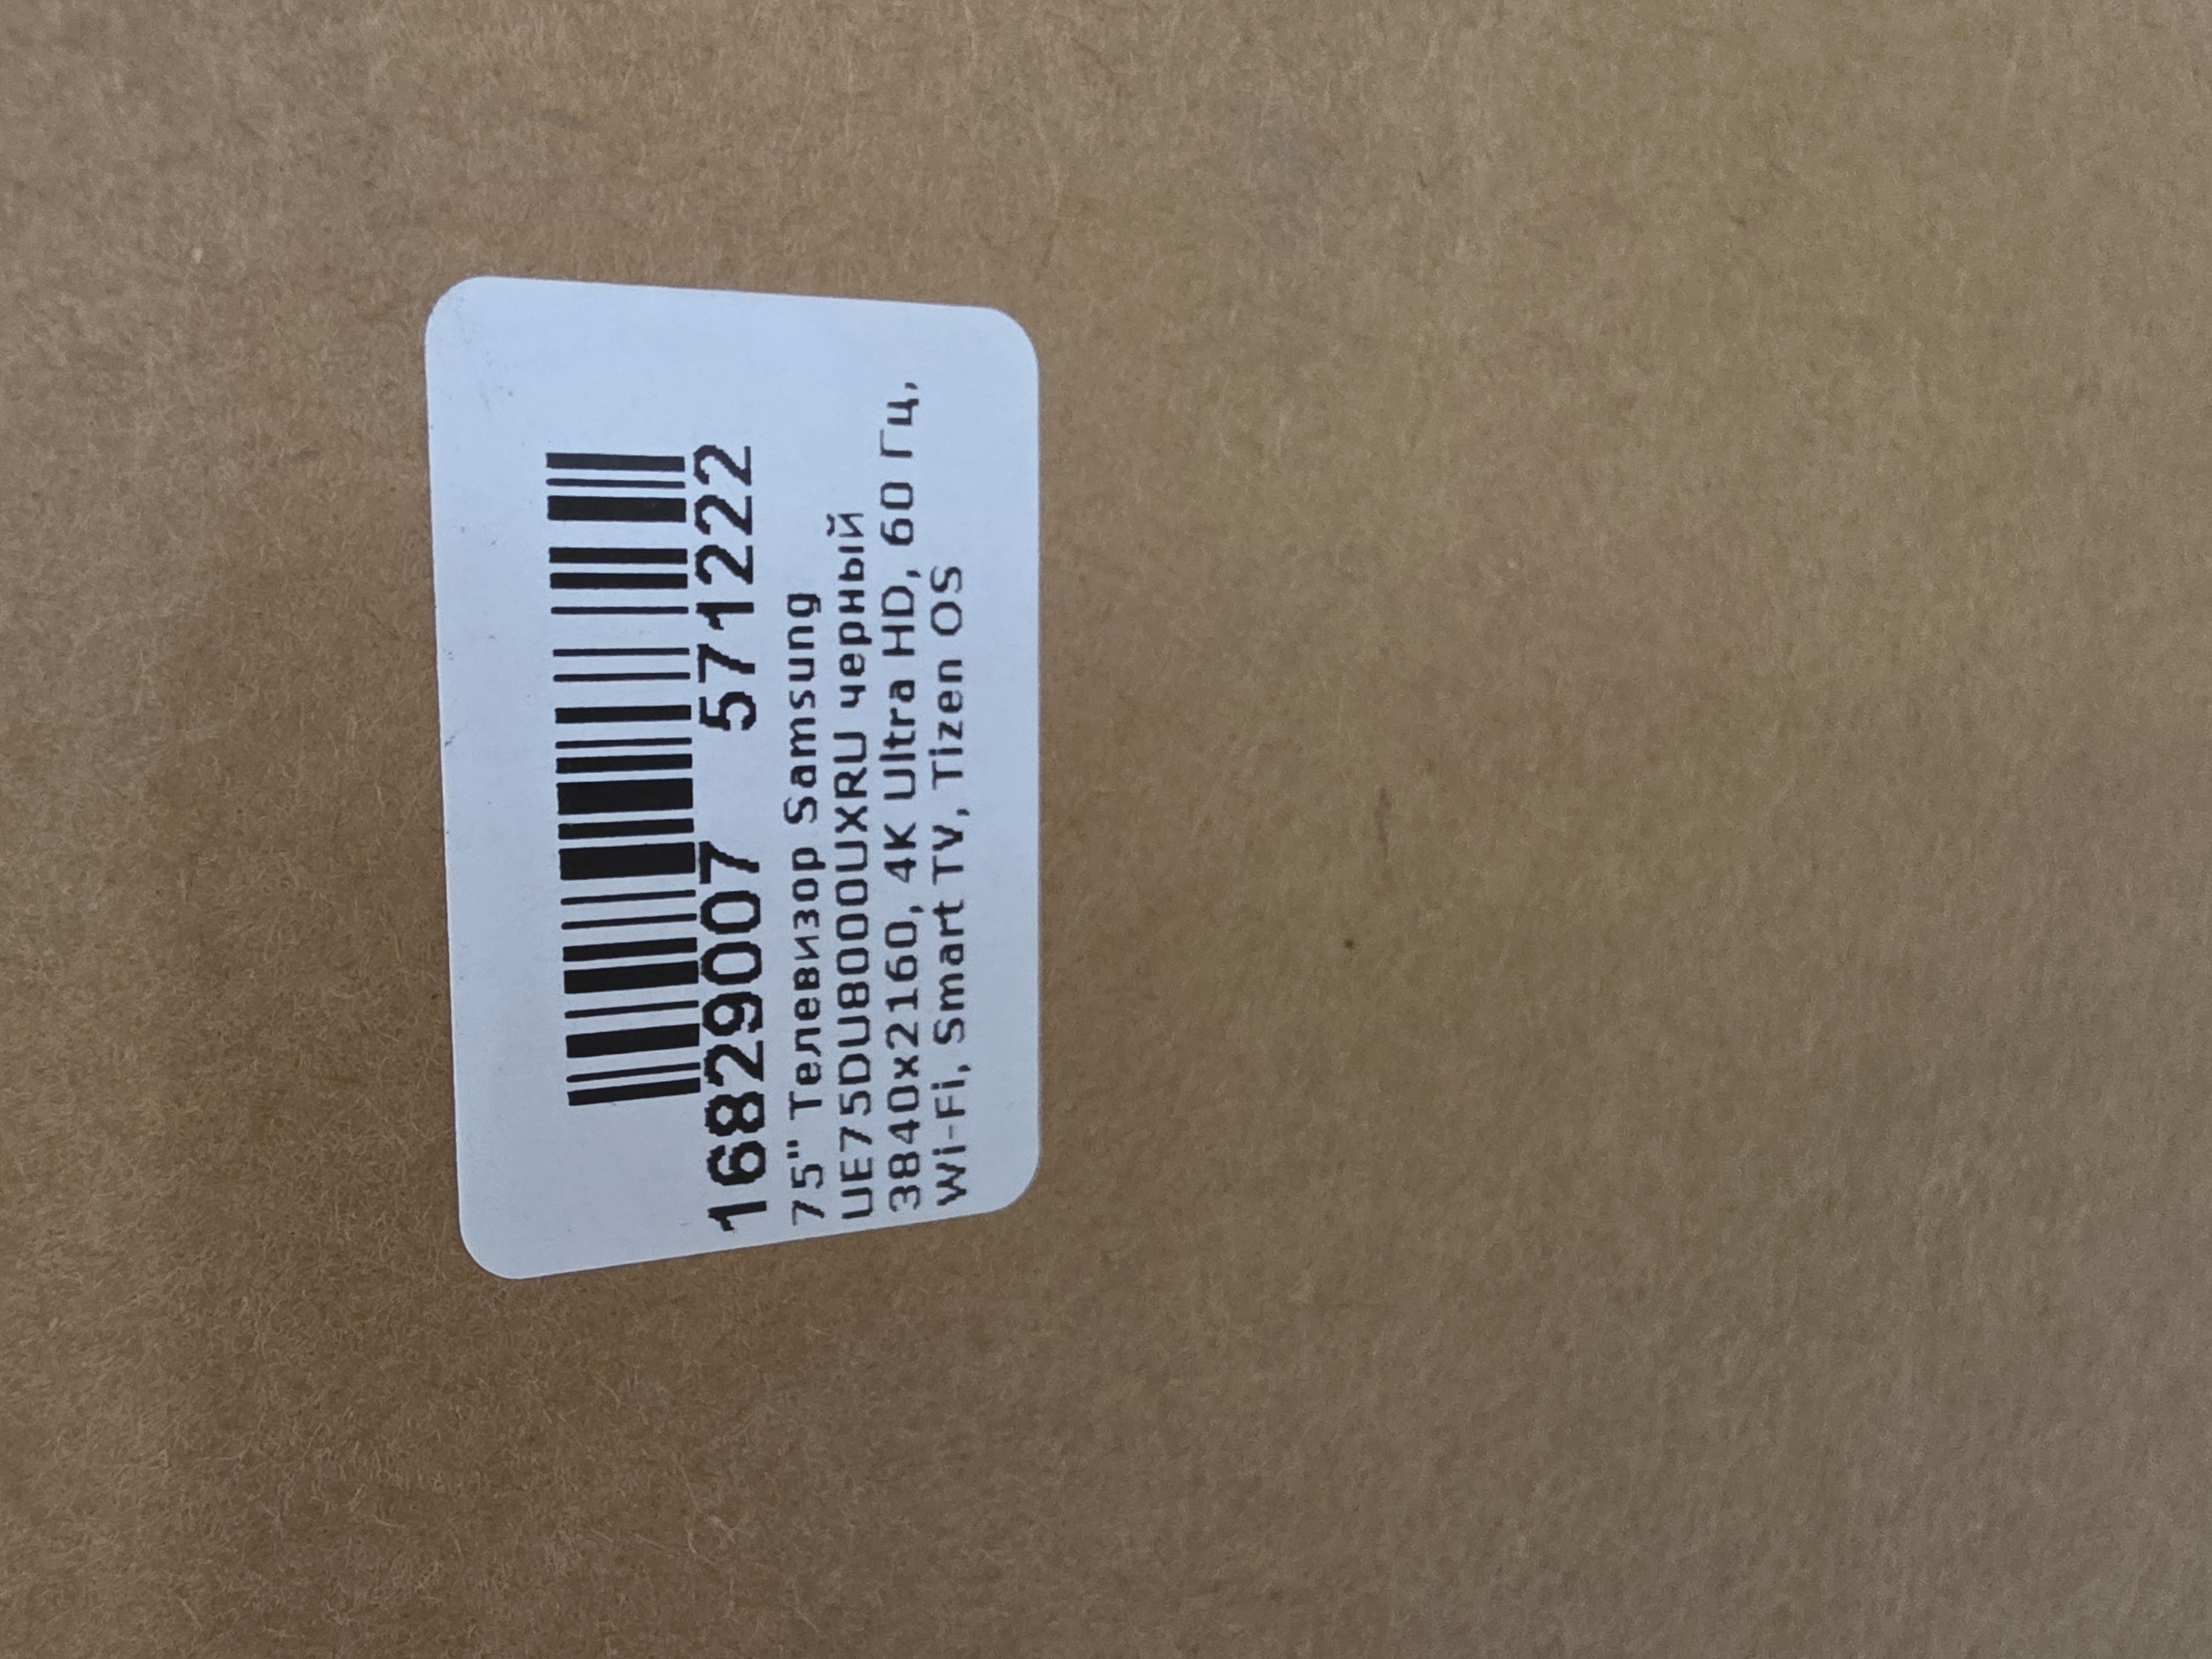 16829007 571222
75" Телевизор Samsung
UE75DU8000UXRU черный
3840x2160, 4K Ultra HD, 60 Гц,
Wi-Fi, Smart TV, Tizen OS